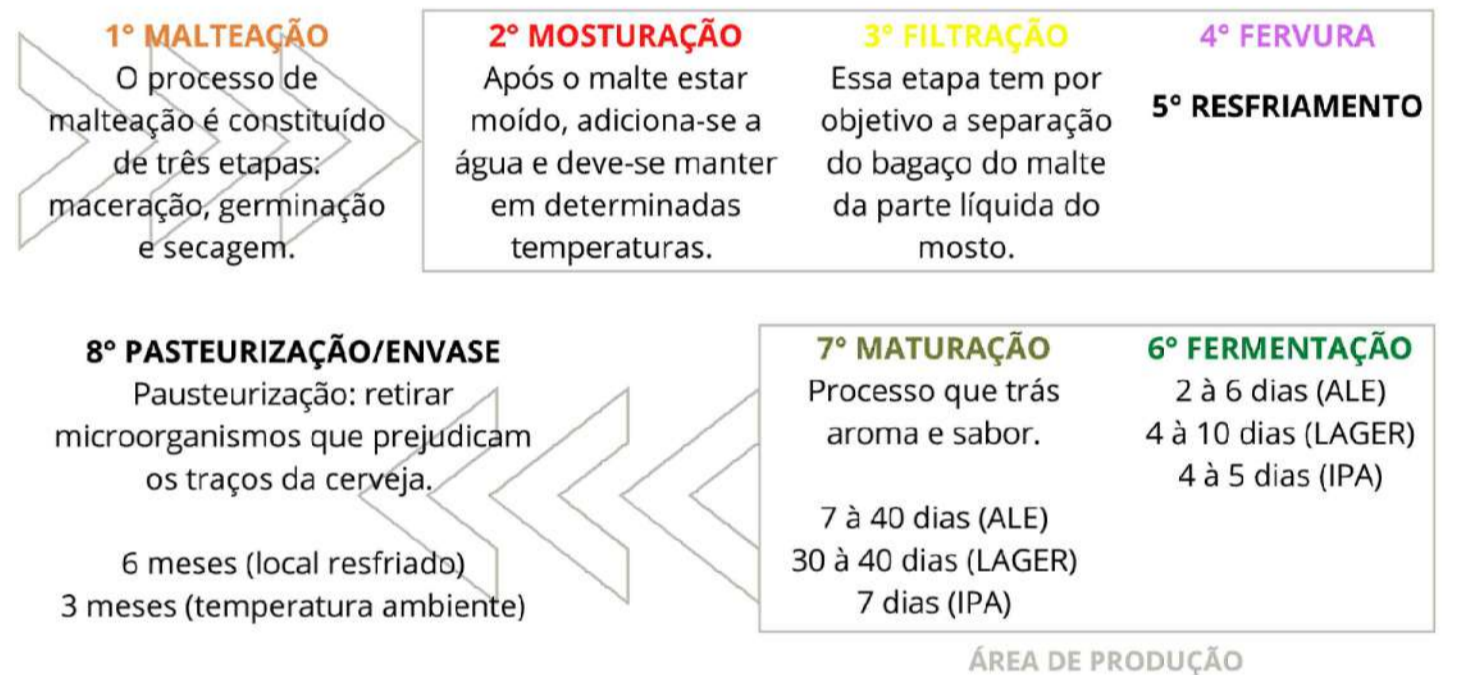 1° MALTEAÇÃO
O processo de
malteação é constituído
de três etapas:
maceração, germinação
e secagem.
2° MOSTURAÇÃO
Após o malte estar
moído, adiciona-se a
água e deve-se manter
em determinadas
temperaturas.
3° FILTRAÇÃO
Essa etapa tem por
objetivo a separação
do bagaço do malte
da parte líquida do
mosto.
4° FERVURA
5° RESFRIAMENTO
6° FERMENTAÇÃO
2 à 6 dias (ALE)
4 à 10 dias (LAGER)
4 à 5 dias (IPA)
7° MATURAÇÃO
Processo que trás
aroma e sabor.
7 à 40 dias (ALE)
30 à 40 dias (LAGER)
7 dias (IPA)
8° PASTEURIZAÇÃO/ENVASE
Pausteurização: retirar
microorganismos que prejudicam
os traços da cerveja.
6 meses (local resfriado)
3 meses (temperatura ambiente)
ÁREA DE PRODUÇÃO